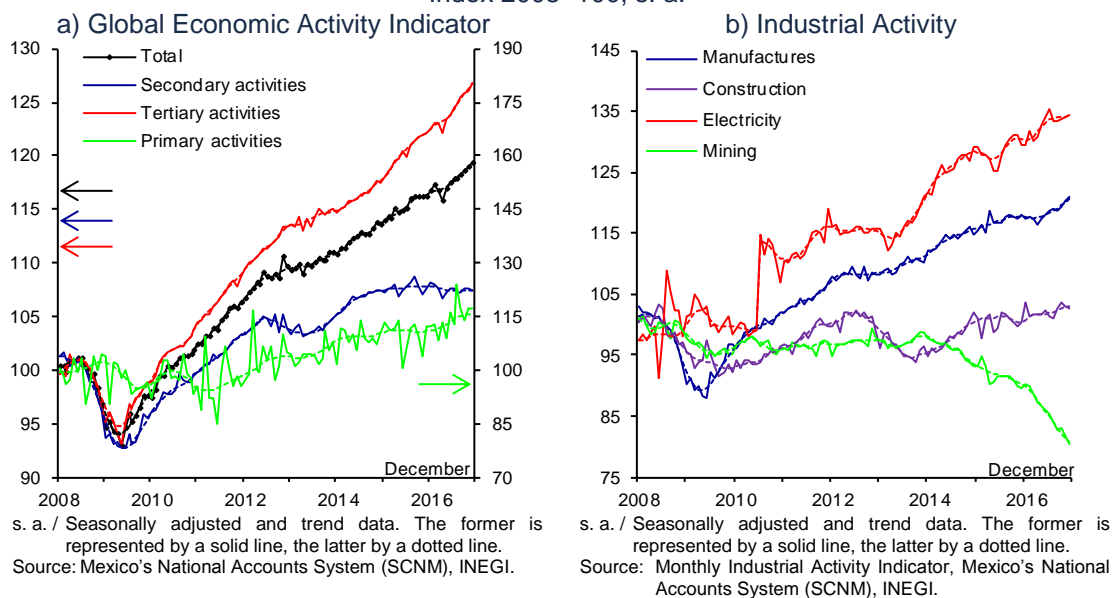 a) Global Economic Activity Indicator
130
190
Total
Secondary activities
Tertiary activities
Primary activities
125
175
120
160
115
145
110
130
105
115
100
100
95
85
90
70
December
2008 2010 2012 2014 2016
s. a. / Seasonally adjusted and trend data. The former is
represented by a solid line, the latter by a dotted line.
Source: Mexico’s National Accounts System (SCNM), INEGI.
b) Industrial Activity
145
Manufactures
Construction
Electricity
Mining
135
125
115
105
95
85
75
December
2008 2010 2012 2014 2016
s. a. / Seasonally adjusted and trend data. The former is
represented by a solid line, the latter by a dotted line.
Source: Monthly Industrial Activity Indicator, Mexico’s National
Accounts System (SCNM), INEGI.